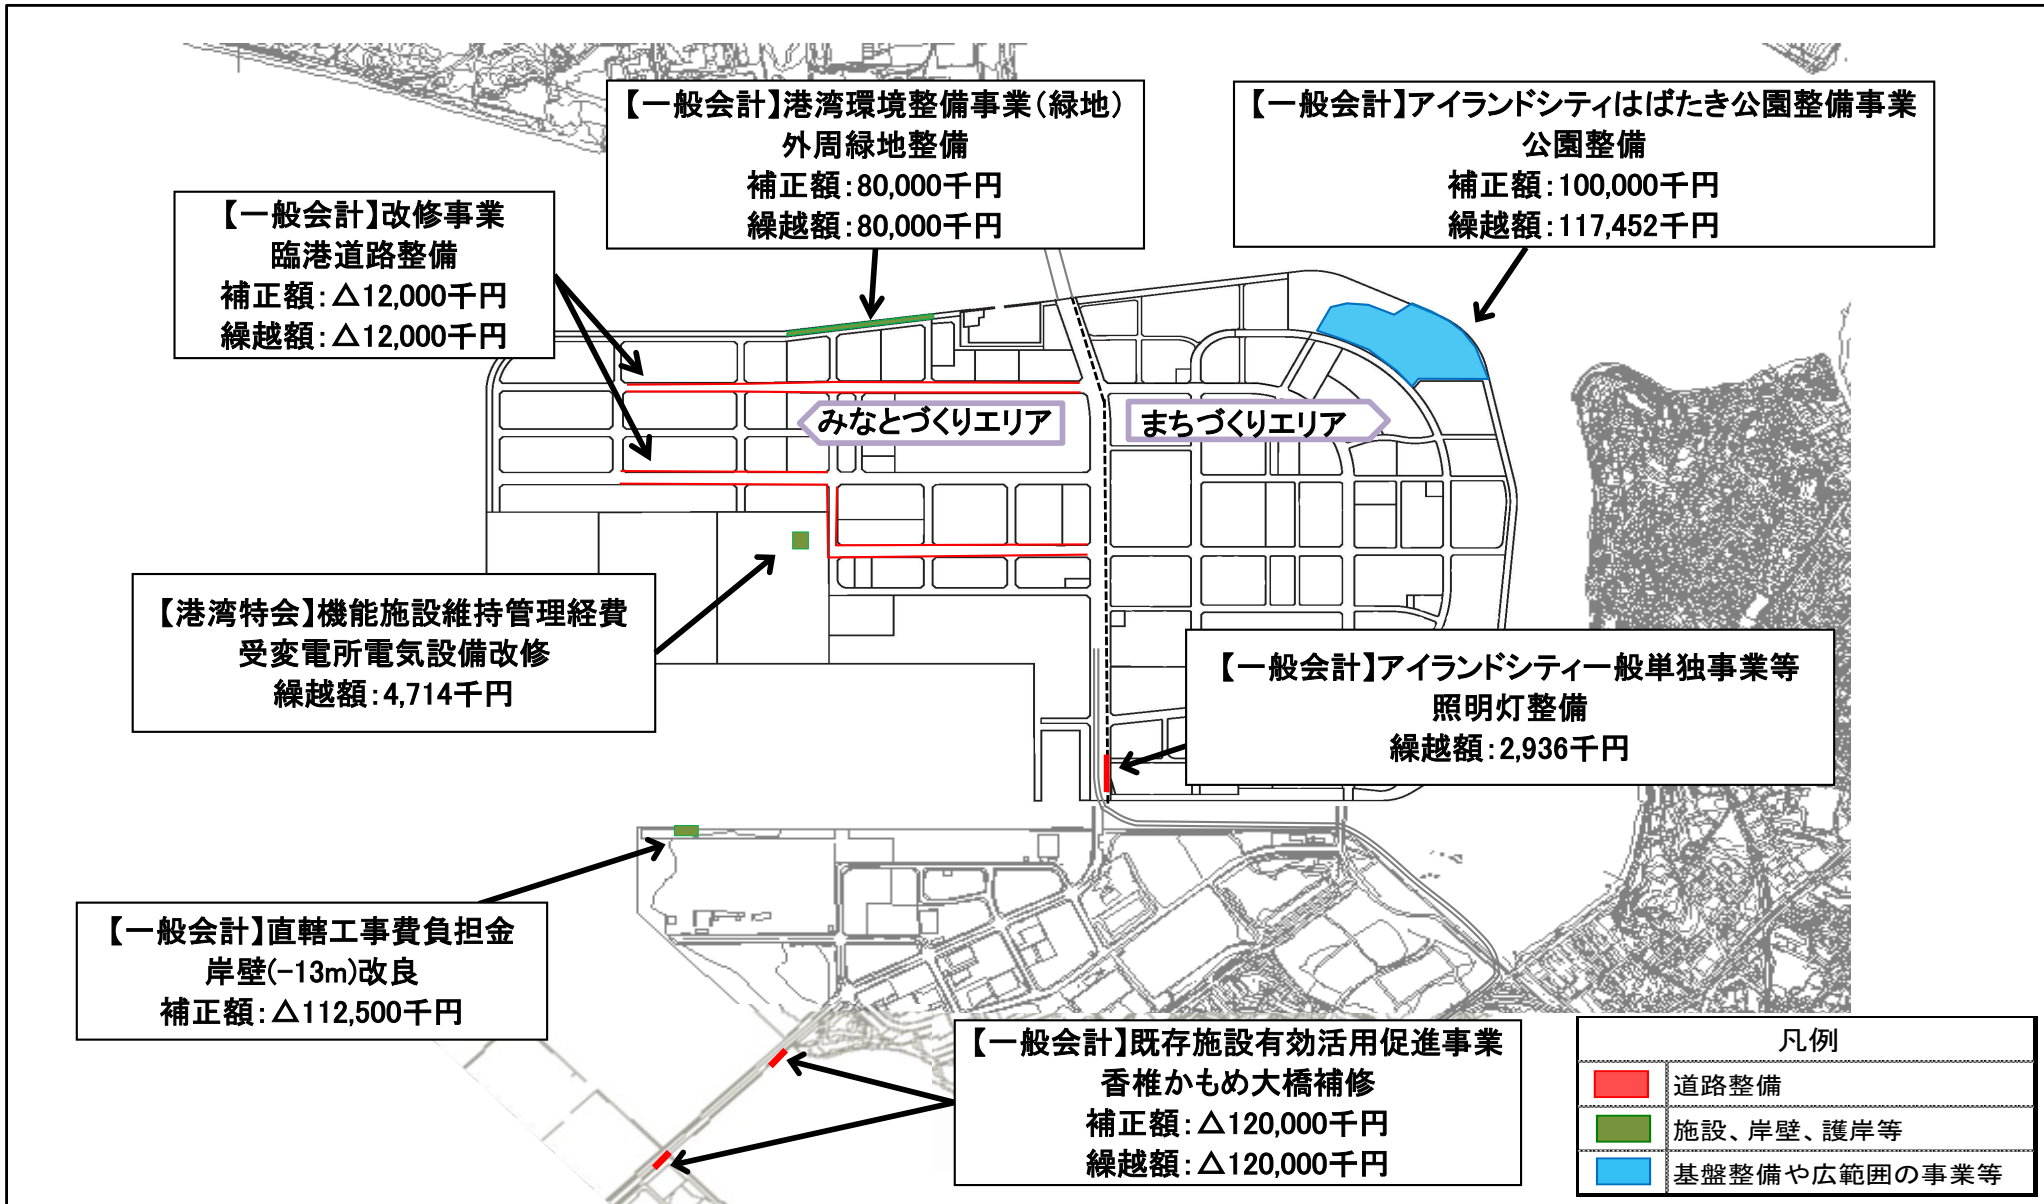 【一般会計】港湾環境整備事業(緑地)
外周緑地整備
補正額:80,000千円
繰越額:80,000千円
【一般会計】アイランドシティはばたき公園整備事業
公園整備
補正額:100,000千円
繰越額:117,452千円
【一般会計】改修事業
臨港道路整備
補正額:△12,000千円
繰越額:△12,000千円
みなとづくりエリア
まちづくりエリア
【港湾特会】機能施設維持管理経費
受変電所電気設備改修
繰越額:4,714千円
【一般会計】アイランドシティ一般単独事業等
照明灯整備
繰越額:2,936千円
【一般会計】直轄工事費負担金
岸壁(-13m)改良
補正額:△112,500千円
【一般会計】既存施設有効活用促進事業
香椎かもめ大橋補修
補正額:△120,000千円
繰越額:△120,000千円
凡例
道路整備
施設、岸壁、護岸等
基盤整備や広範囲の事業等